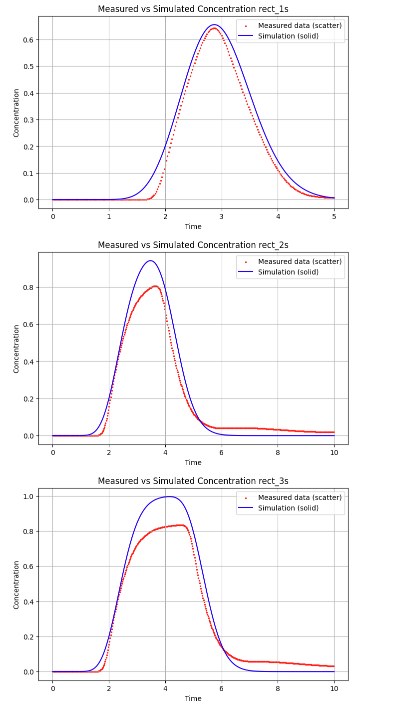 Measured vs Simulated Concentration rect_1s
Measured data (scatter)
Simulation (solid)
0.6
0.5
0.4
0.3
0.2
0.1
0.0
Concentration
0 1 2 3 4 5
Time
Measured vs Simulated Concentration rect_2s
Measured data (scatter)
Simulation (solid)
0.8
0.6
0.4
0.2
0.0
Concentration
0 2 4 6 8 10
Time
Measured vs Simulated Concentration rect_3s
Measured data (scatter)
Simulation (solid)
1.0
0.8
0.6
0.4
0.2
0.0
Concentration
0 2 4 6 8 10
Time